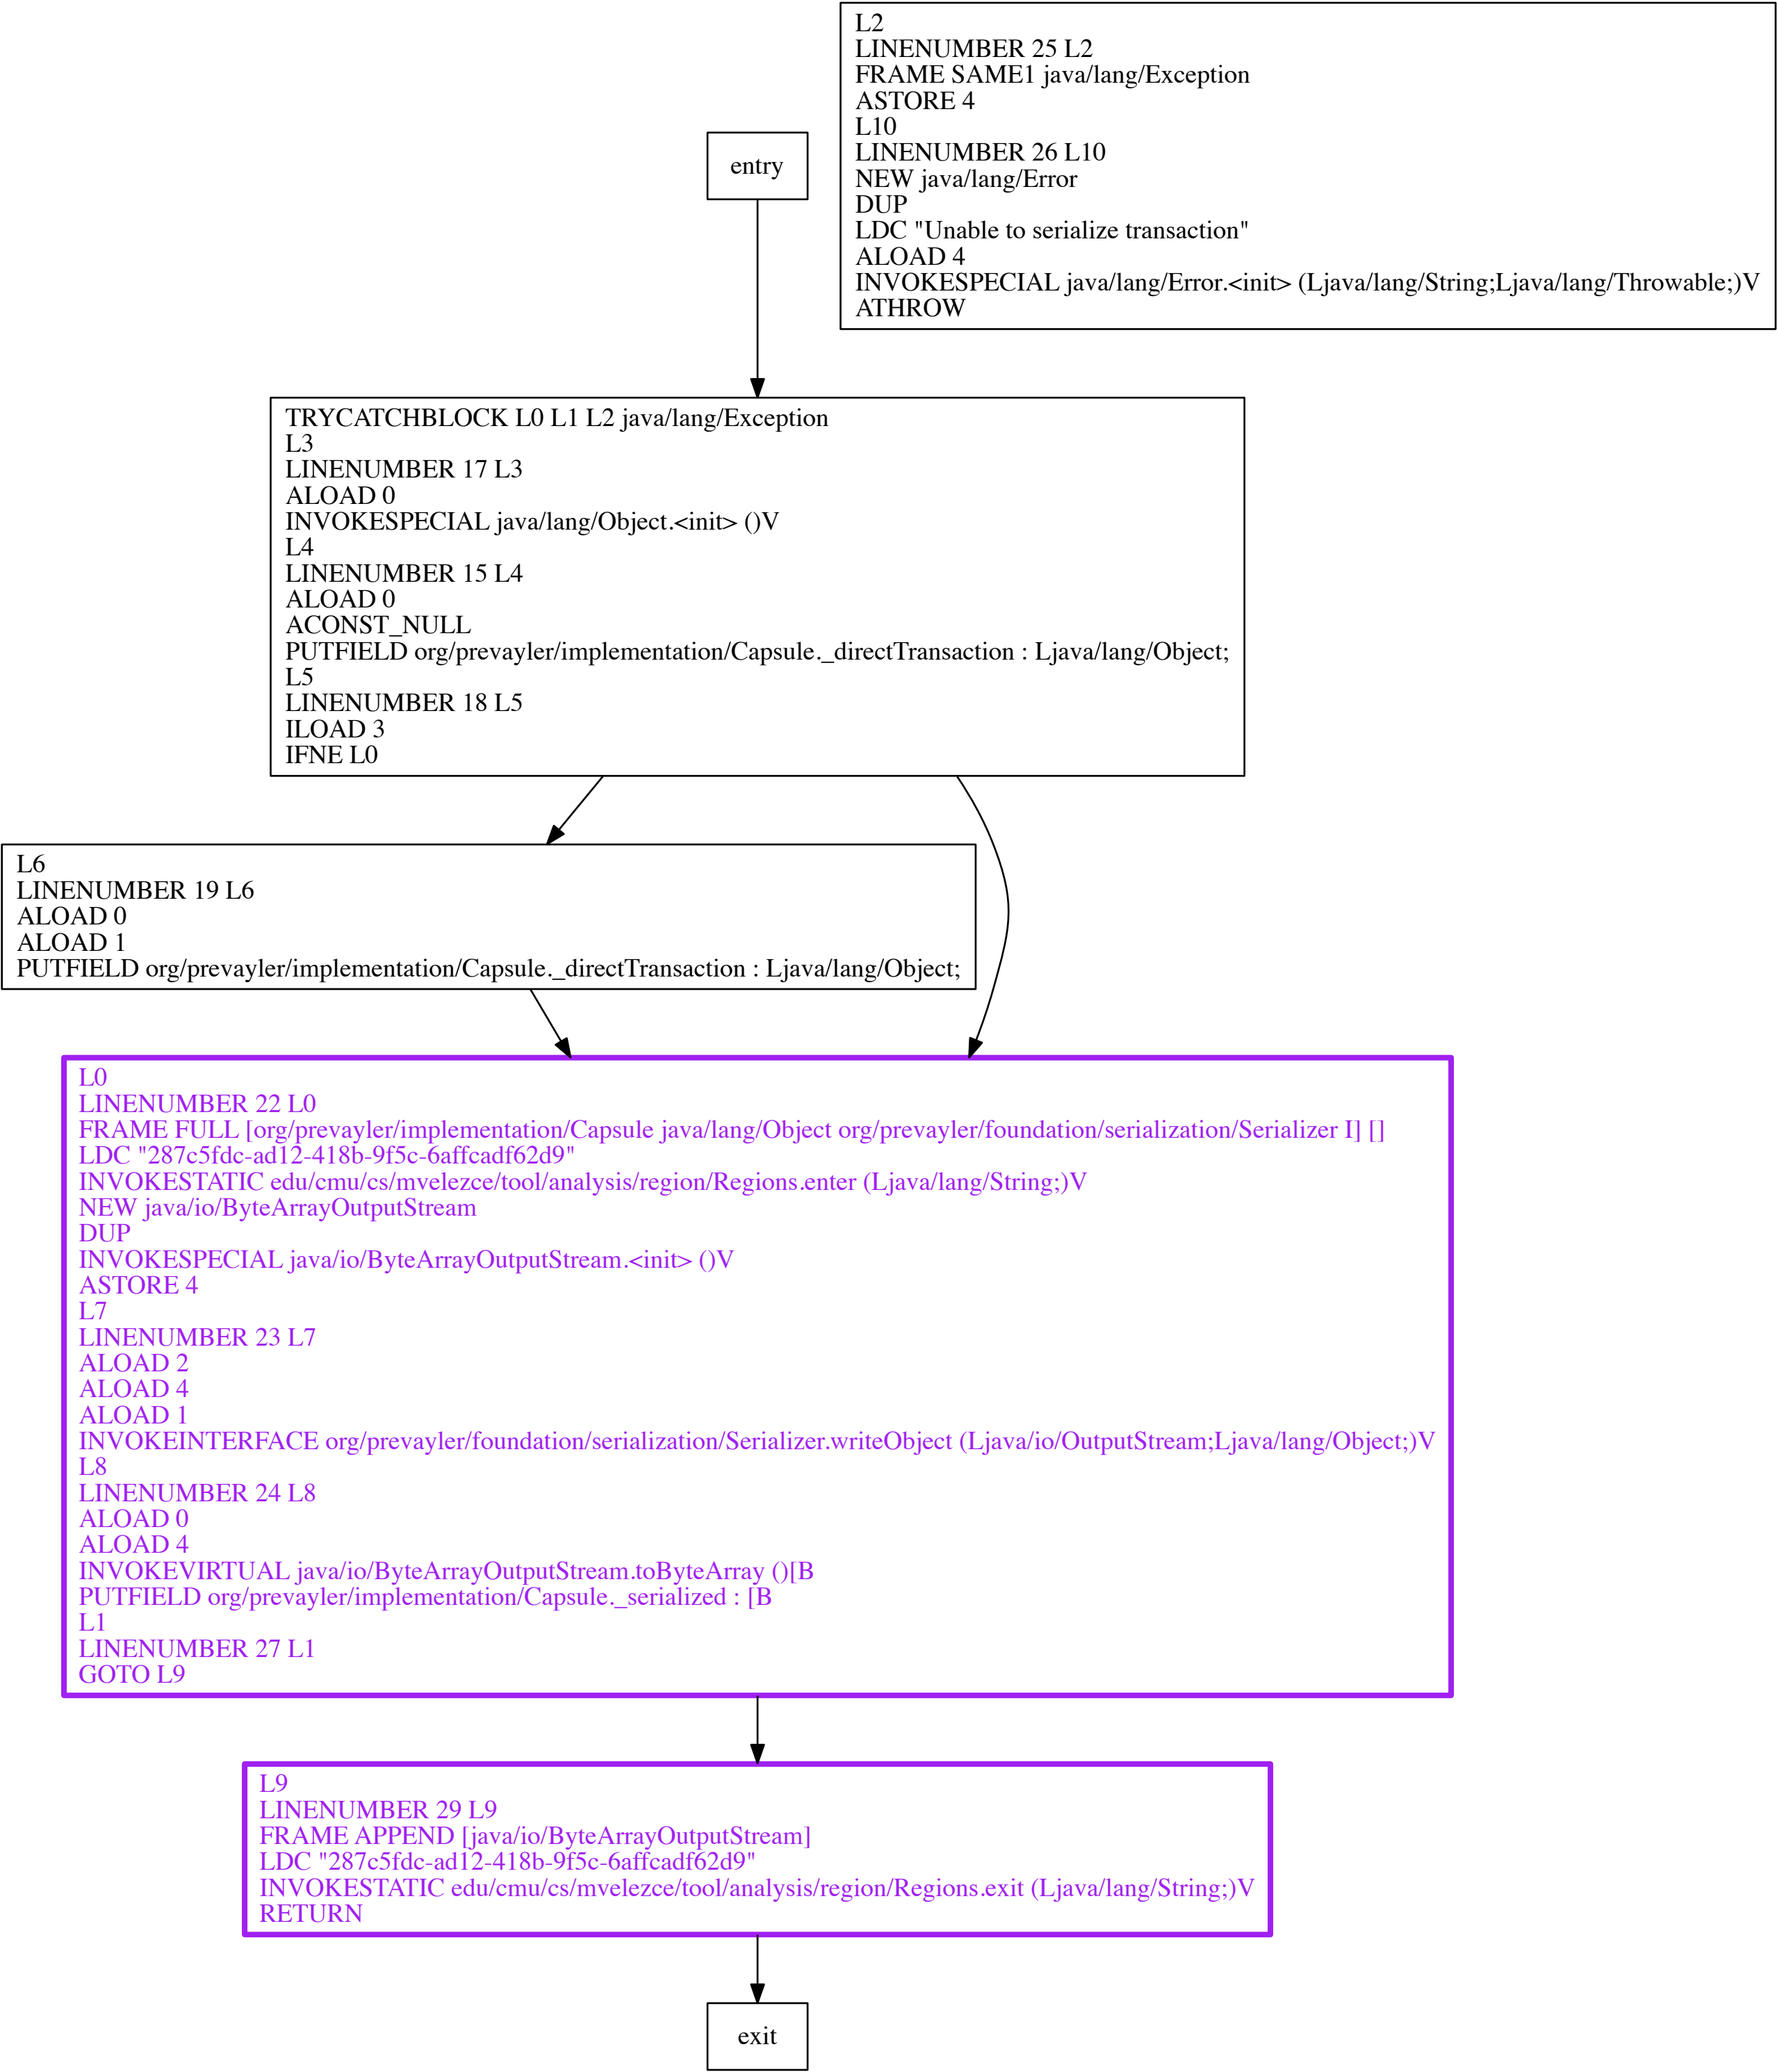 L2
LINENUMBER 25 L2
FRAME SAME1 java/lang/Exception
ASTORE 4
L10
LINENUMBER 26 L10
NEW java/lang/Error
DUP
LDC "Unable to serialize transaction"
ALOAD 4
INVOKESPECIAL java/lang/Error.<init> (Ljava/lang/String;Ljava/lang/Throwable;)V
ATHROW
entry
TRYCATCHBLOCK L0 L1 L2 java/lang/Exception
L3
LINENUMBER 17 L3
ALOAD 0
INVOKESPECIAL java/lang/Object.<init> ()V
L4
LINENUMBER 15 L4
ALOAD 0
ACONST_NULL
PUTFIELD org/prevayler/implementation/Capsule._directTransaction : Ljava/lang/Object;
L5
LINENUMBER 18 L5
ILOAD 3
IFNE L0
L6
LINENUMBER 19 L6
ALOAD 0
ALOAD 1
PUTFIELD org/prevayler/implementation/Capsule._directTransaction : Ljava/lang/Object;
L0
LINENUMBER 22 L0
FRAME FULL [org/prevayler/implementation/Capsule java/lang/Object org/prevayler/foundation/serialization/Serializer I] []
LDC "287c5fdc-ad12-418b-9f5c-6affcadf62d9"
INVOKESTATIC edu/cmu/cs/mvelezce/tool/analysis/region/Regions.enter (Ljava/lang/String;)V
NEW java/io/ByteArrayOutputStream
DUP
INVOKESPECIAL java/io/ByteArrayOutputStream.<init> ()V
ASTORE 4
L7
LINENUMBER 23 L7
ALOAD 2
ALOAD 4
ALOAD 1
INVOKEINTERFACE org/prevayler/foundation/serialization/Serializer.writeObject (Ljava/io/OutputStream;Ljava/lang/Object;)V
L8
LINENUMBER 24 L8
ALOAD 0
ALOAD 4
INVOKEVIRTUAL java/io/ByteArrayOutputStream.toByteArray ()[B
PUTFIELD org/prevayler/implementation/Capsule._serialized : [B
L1
LINENUMBER 27 L1
GOTO L9
L9
LINENUMBER 29 L9
FRAME APPEND [java/io/ByteArrayOutputStream]
LDC "287c5fdc-ad12-418b-9f5c-6affcadf62d9"
INVOKESTATIC edu/cmu/cs/mvelezce/tool/analysis/region/Regions.exit (Ljava/lang/String;)V
RETURN
exit